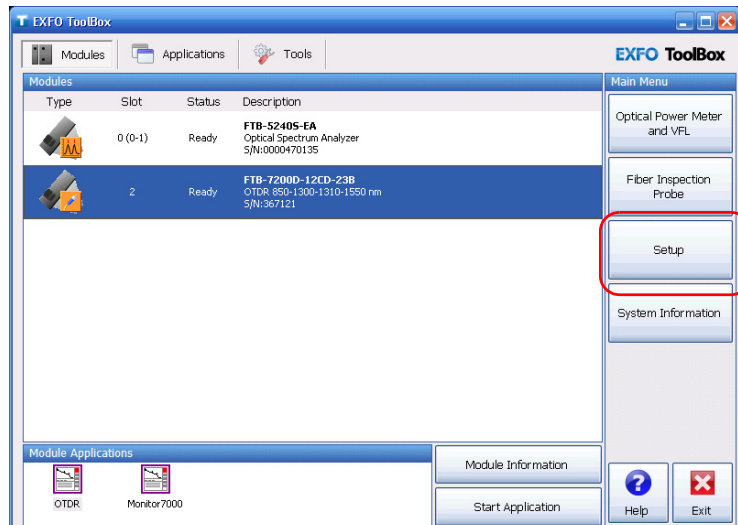 EXFO ToolBox
Modules Applications Tools EXFO ToolBox
Modules
Type Slot Status Description
0 (0-1) Ready FTB-5240S-EA
Optical Spectrum Analyzer
S/N:0000470135
2 Ready FTB-7200D-12CD-23B
OTDR 850-1300-1310-1550 nm
S/N:367121
Main Menu
Optical Power Meter
and VFL
Fiber Inspection
Probe
Setup
System Information
Module Applications
OTDR Monitor7000
Module Information
Start Application
Help Exit